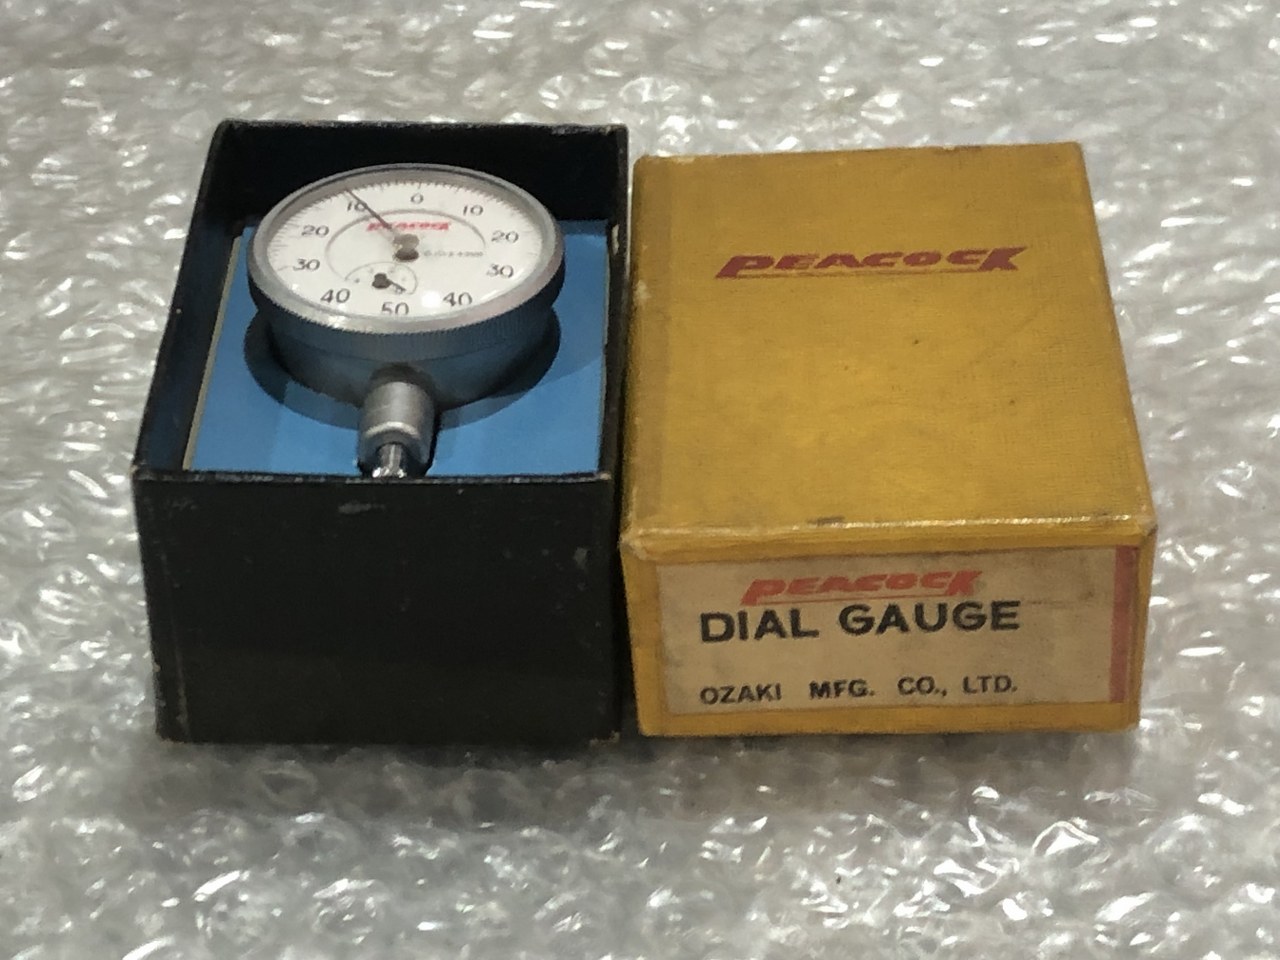 0
10 10
20 20
30 30
40 40
50
PEACOCK
PEACOCK
PEACOCK
DIAL GAUGE
OZAKI MFG. CO., LTD.